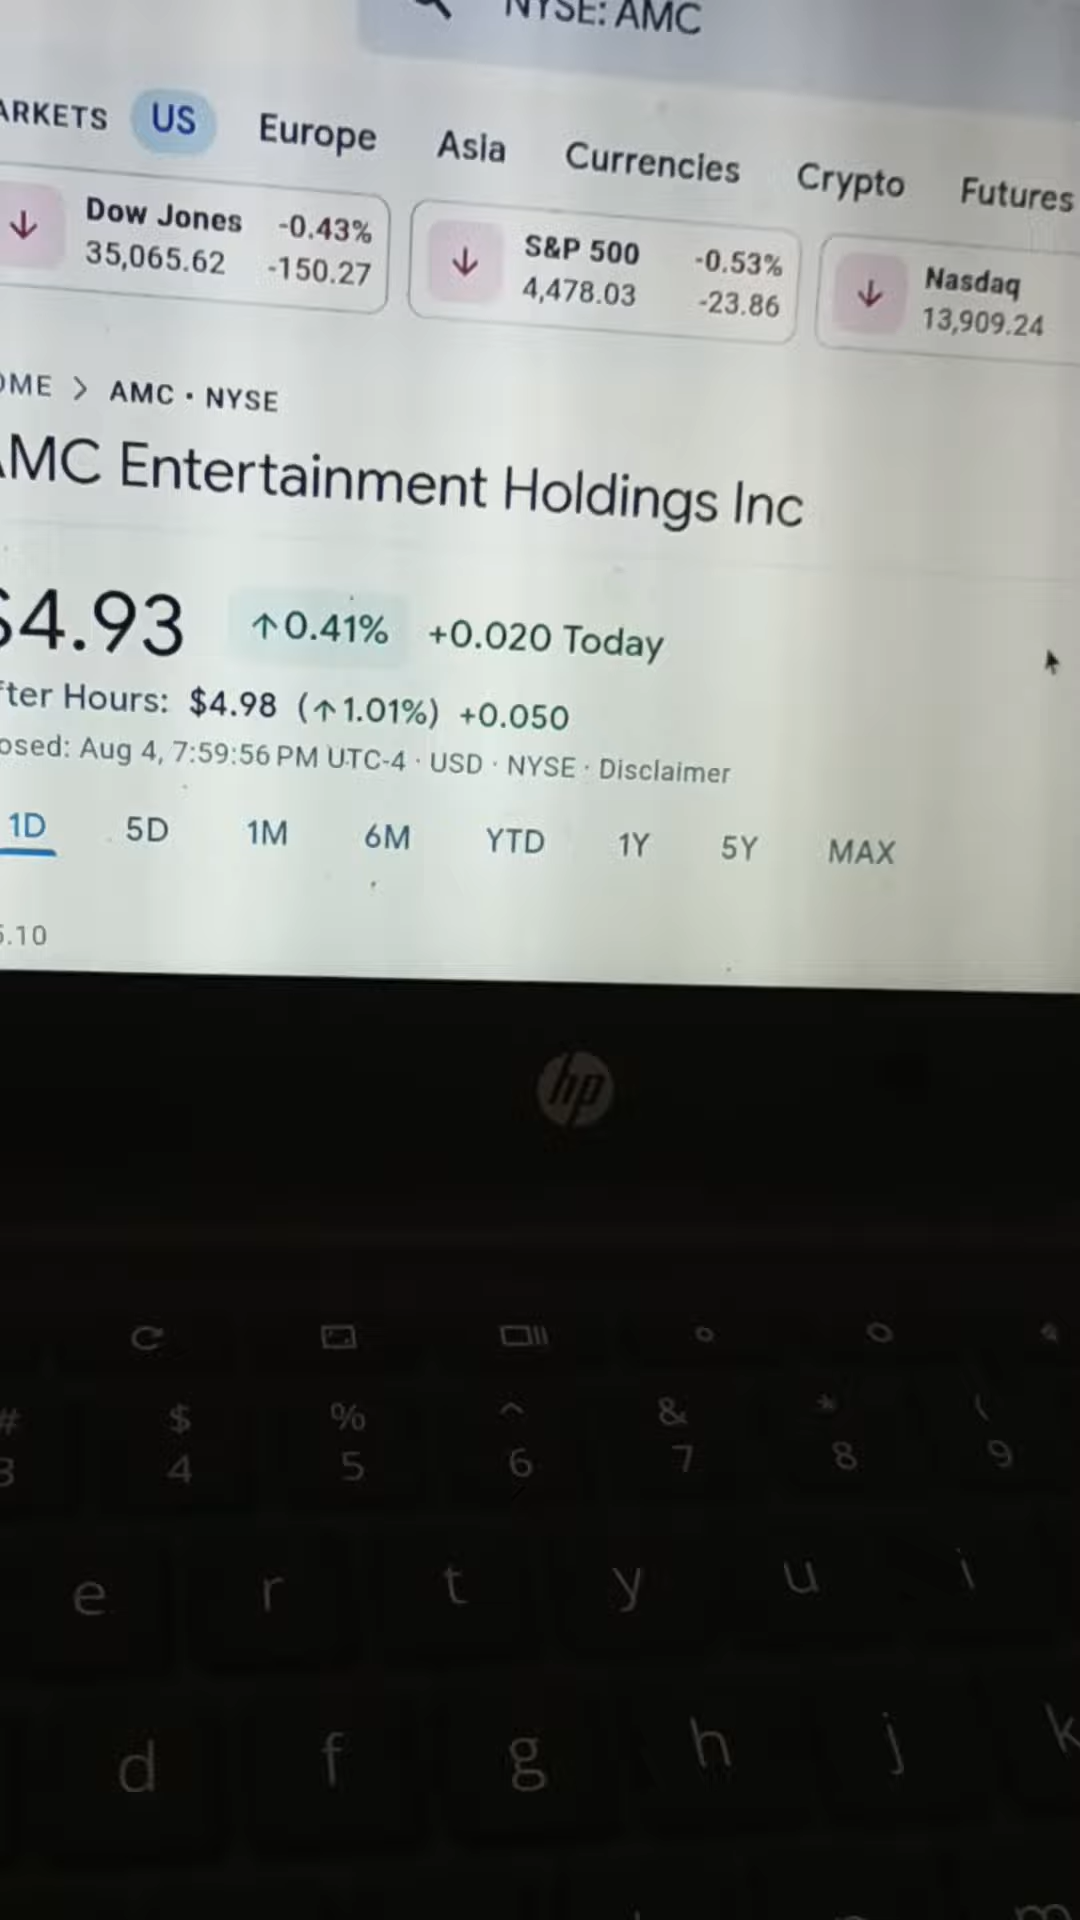 NYSE: AMC
ARKETS US Europe Asia Currencies Crypto Futures
Dow Jones -0.43%
35,065.62 -150.27
S&P 500 -0.53%
4,478.03 -23.86
Nasdaq
13,909.24
OME > AMC • NYSE
AMC Entertainment Holdings Inc
$4.93 ↑0.41% +0.020 Today
fter Hours: $4.98 (↑1.01%) +0.050
osed: Aug 4, 7:59:56 PM UTC-4 · USD · NYSE · Disclaimer
1D 5D 1M 6M YTD 1Y 5Y MAX
5.10
hp
# $ % ^ & * (
3 4 5 6 7 8 9
e r t y u i
d f g h j k
m